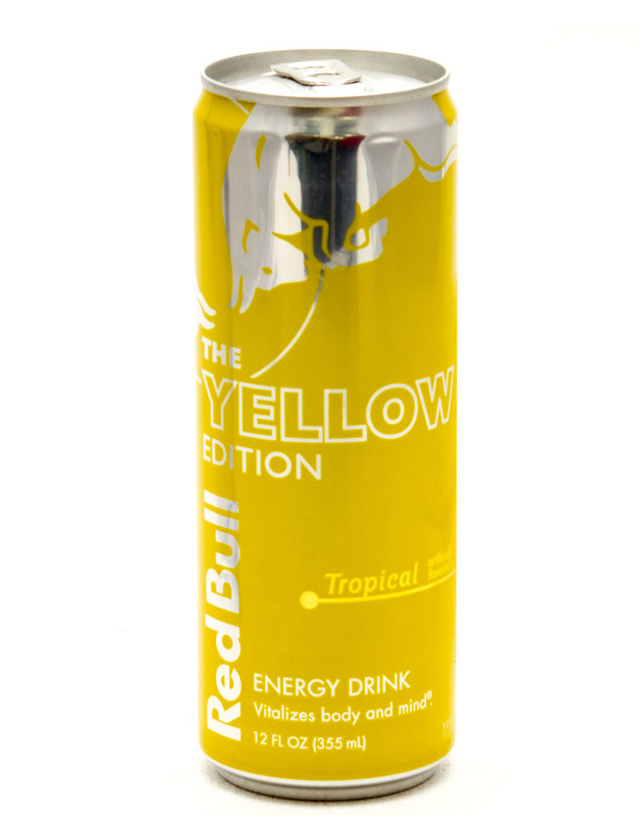 THE
YELLOW
EDITION
Red Bull
Tropical
ENERGY DRINK
Vitalizes body and mind®.
12 FL OZ (355 mL)